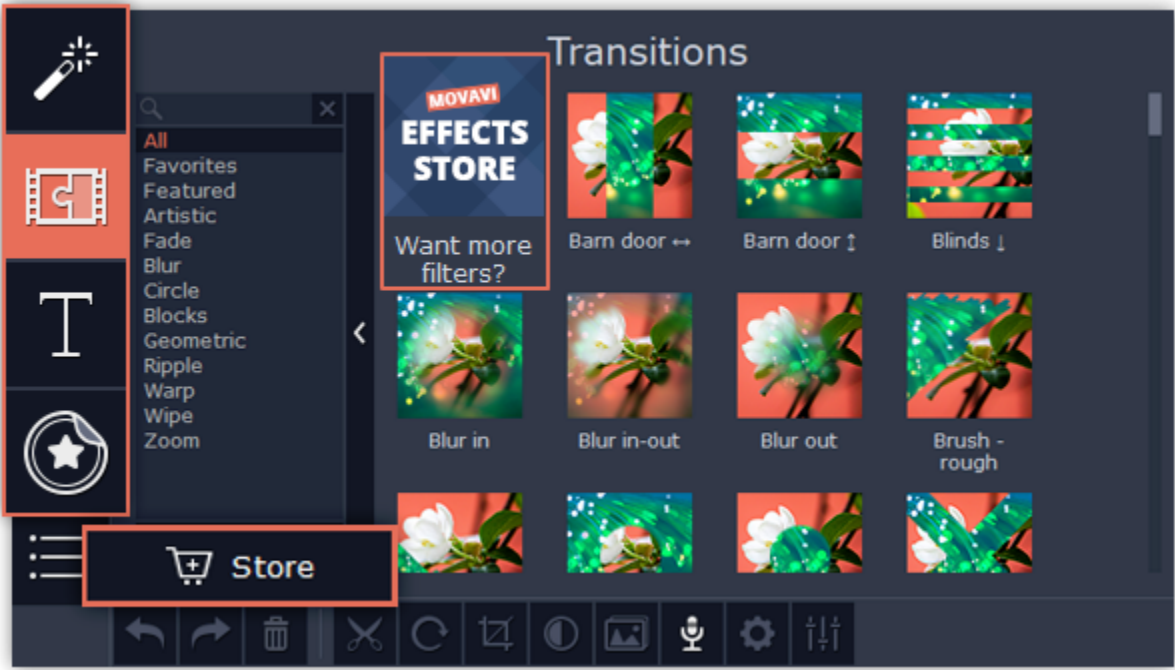 Transitions
MOVAVI
EFFECTS
STORE
Want more
filters?
All
Favorites
Featured
Artistic
Fade
Blur
Circle
Blocks
Geometric
Ripple
Warp
Wipe
Zoom
Barn door ↔
Barn door ↕
Blinds ↓
Blur in
Blur in-out
Blur out
Brush -
rough
T
Store